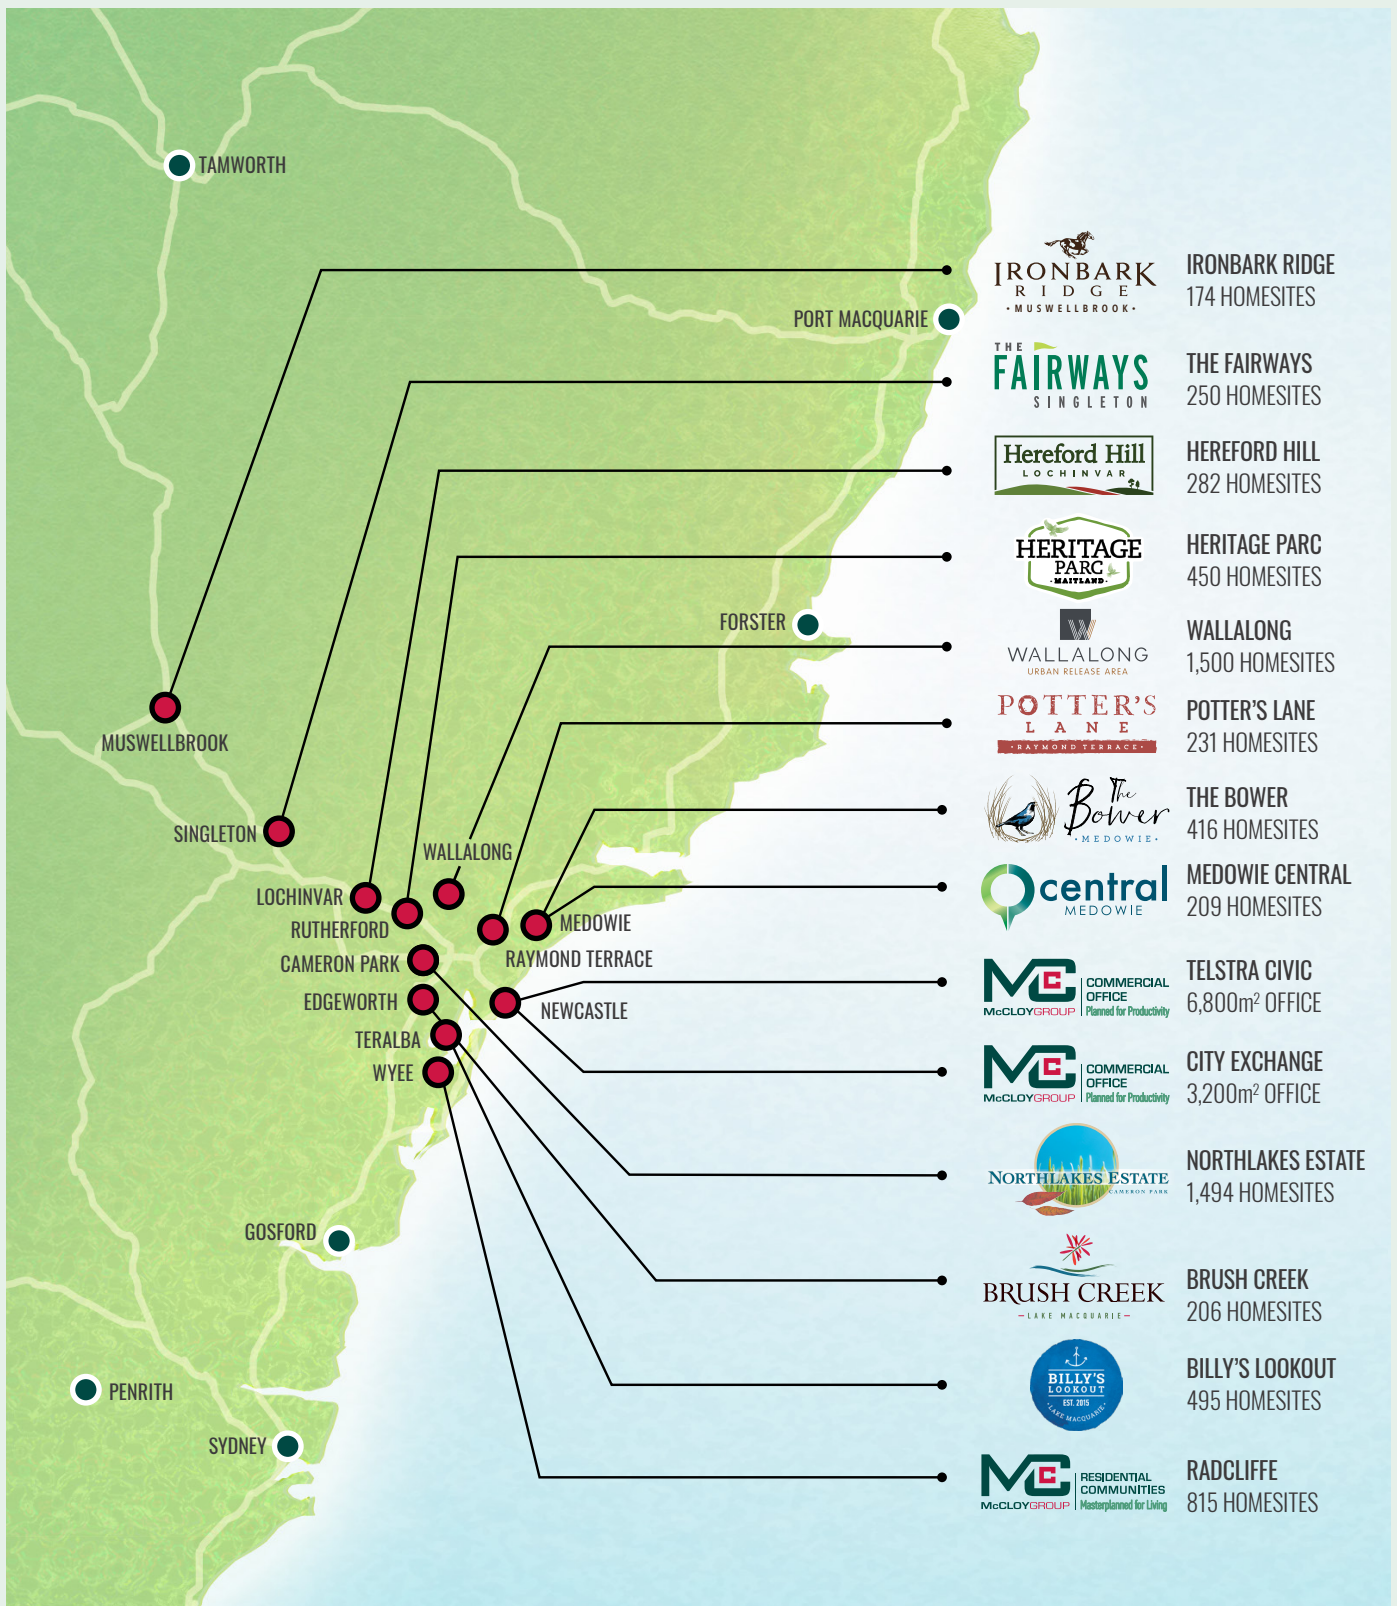 TAMWORTH
PORT MACQUARIE
FORSTER
MUSWELLBROOK
SINGLETON
WALLALONG
LOCHINVAR
RUTHERFORD
MEDOWIE
RAYMOND TERRACE
CAMERON PARK
EDGEWORTH
NEWCASTLE
TERALBA
WYEE
GOSFORD
PENRITH
SYDNEY
IRONBARK
RIDGE
•MUSWELLBROOK•
IRONBARK RIDGE
174 HOMESITES
THE
FAIRWAYS
SINGLETON
THE FAIRWAYS
250 HOMESITES
Hereford Hill
LOCHINVAR
HEREFORD HILL
282 HOMESITES
HERITAGE
PARC
•MAITLAND•
HERITAGE PARC
450 HOMESITES
WALLALONG
URBAN RELEASE AREA
WALLALONG
1,500 HOMESITES
POTTER'S
LANE
•RAYMOND TERRACE•
POTTER'S LANE
231 HOMESITES
The
Bower
•MEDOWIE•
THE BOWER
416 HOMESITES
central
MEDOWIE
MEDOWIE CENTRAL
209 HOMESITES
MC
McCLOYGROUP
COMMERCIAL
OFFICE
Planned for Productivity
TELSTRA CIVIC
6,800m² OFFICE
MC
McCLOYGROUP
COMMERCIAL
OFFICE
Planned for Productivity
CITY EXCHANGE
3,200m² OFFICE
NORTHLAKES ESTATE
CAMERON PARK
NORTHLAKES ESTATE
1,494 HOMESITES
BRUSH CREEK
–LAKE MACQUARIE–
BRUSH CREEK
206 HOMESITES
BILLY'S
LOOKOUT
EST. 2015
•LAKE MACQUARIE•
BILLY'S LOOKOUT
495 HOMESITES
MC
McCLOYGROUP
RESIDENTIAL
COMMUNITIES
Masterplanned for Living
RADCLIFFE
815 HOMESITES